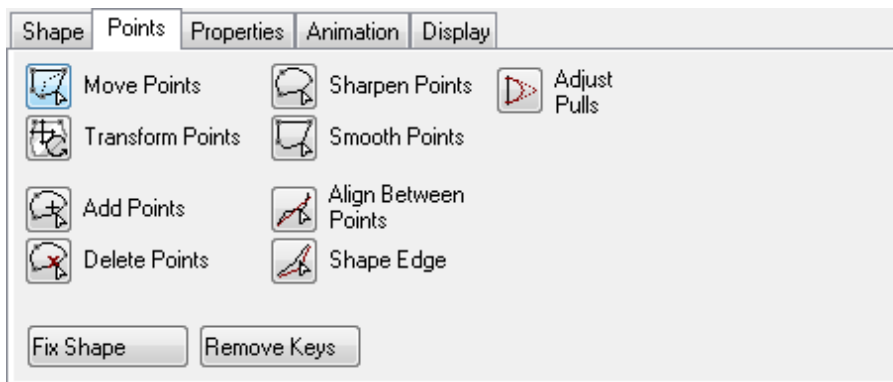 Shape Points Properties Animation Display
Move Points Sharpen Points Adjust
Pulls
Transform Points Smooth Points
Add Points Align Between
Points
Delete Points Shape Edge
Fix Shape Remove Keys